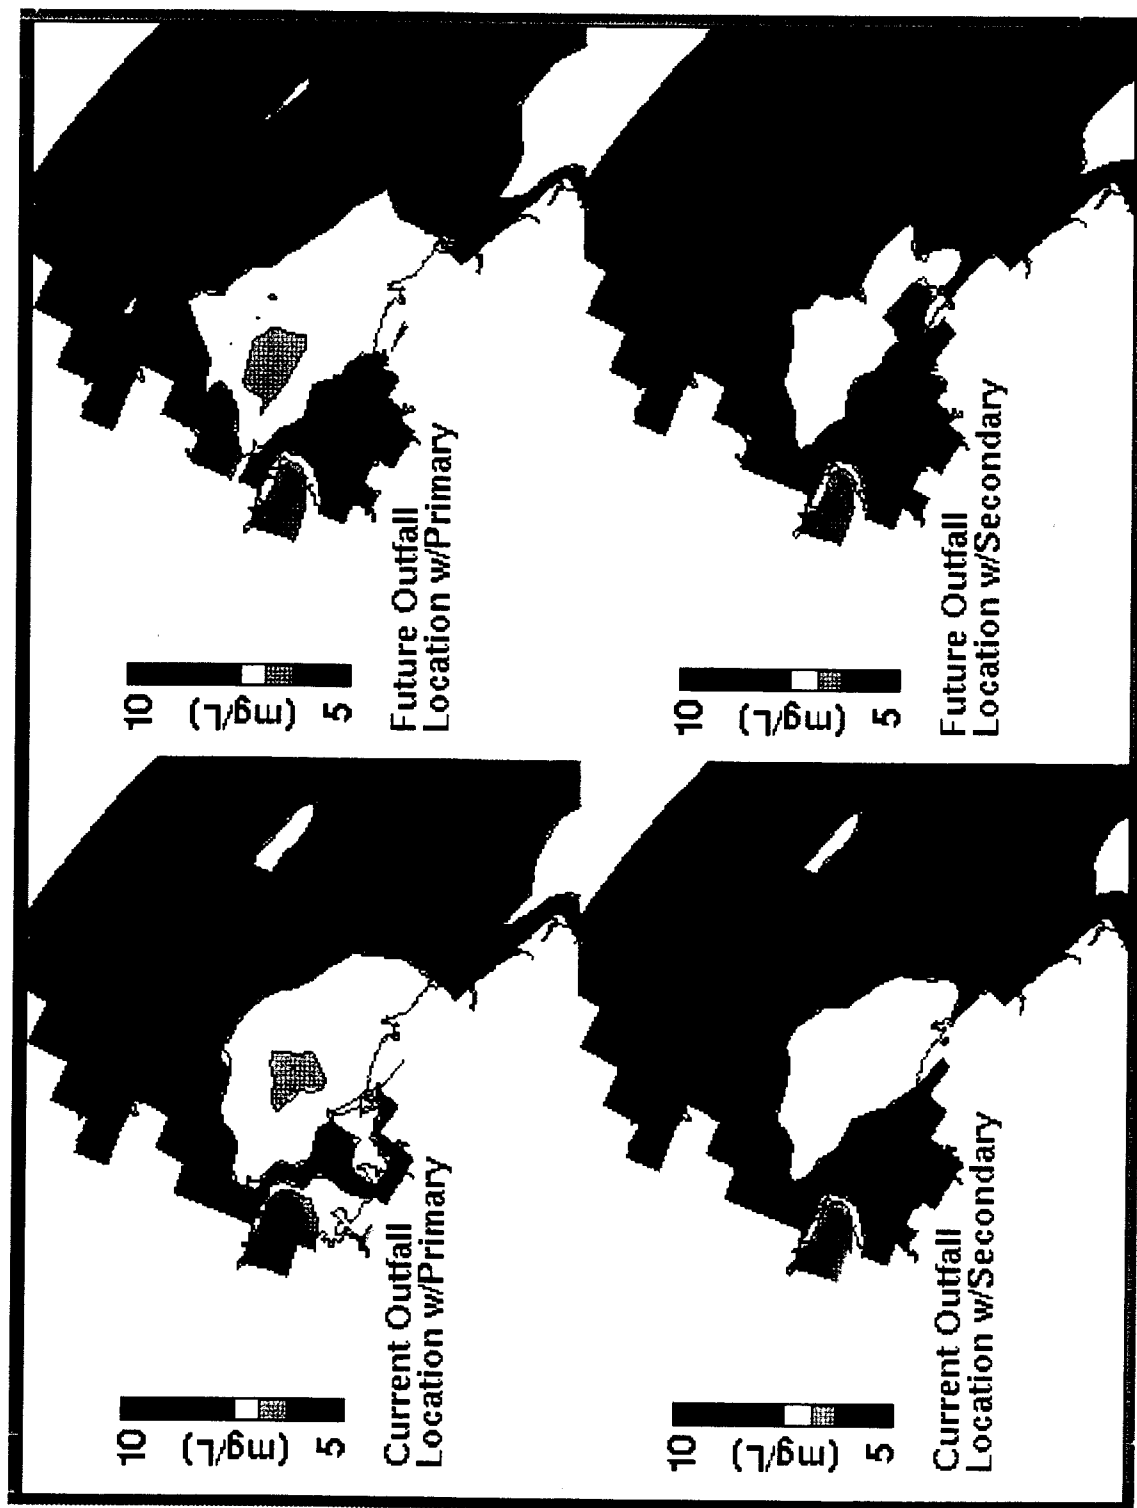 10
(mg/L)
5
Current Outfall
Location w/Primary
10
(mg/L)
5
Future Outfall
Location w/Primary
10
(mg/L)
5
Current Outfall
Location w/Secondary
10
(mg/L)
5
Future Outfall
Location w/Secondary